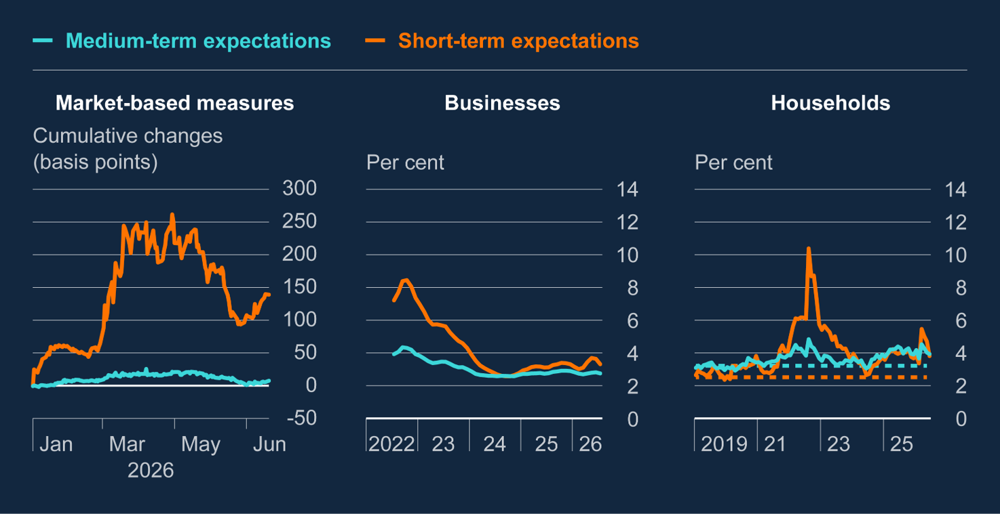 Medium-term expectations Short-term expectations
Market-based measures
Cumulative changes
(basis points)
300
250
200
150
100
50
0
-50
Jan Mar May Jun
2026
Businesses
Per cent
14
12
10
8
6
4
2
0
2022 23 24 25 26
Households
Per cent
14
12
10
8
6
4
2
0
2019 21 23 25